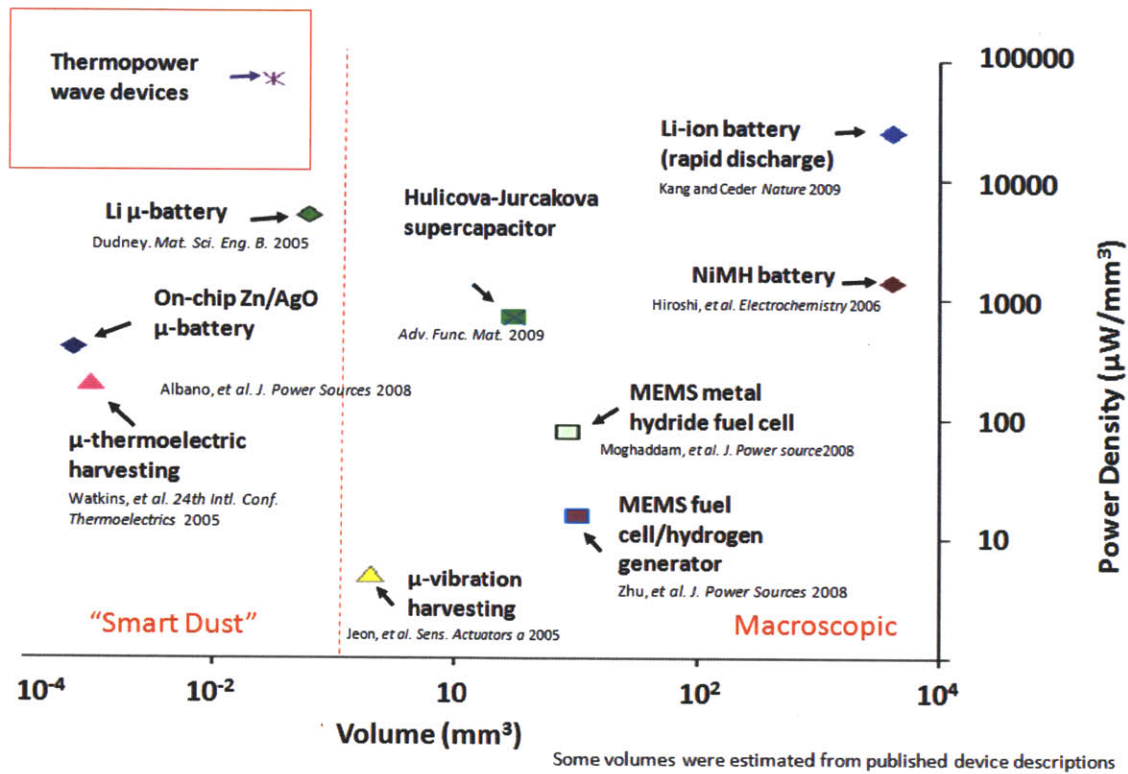 Thermopower
wave devices
100000
Li-ion battery
(rapid discharge)
Kang and Ceder Nature 2009
10000
Li μ-battery
Dudney. Mat. Sci. Eng. B. 2005
Hulicova-Jurcakova
supercapacitor
Adv. Func. Mat. 2009
NiMH battery
Hiroshi, et al. Electrochemistry 2006
1000
On-chip Zn/AgO
μ-battery
Albano, et al. J. Power Sources 2008
MEMS metal
hydride fuel cell
Moghaddam, et al. J. Power source2008
100
μ-thermoelectric
harvesting
Watkins, et al. 24th Intl. Conf.
Thermoelectrics 2005
MEMS fuel
cell/hydrogen
generator
Zhu, et al. J. Power Sources 2008
10
μ-vibration
harvesting
Jeon, et al. Sens. Actuators a 2005
"Smart Dust"
Macroscopic
Power Density (μW/mm³)
10⁻⁴
10⁻²
10
10²
10⁴
Volume (mm³)
Some volumes were estimated from published device descriptions